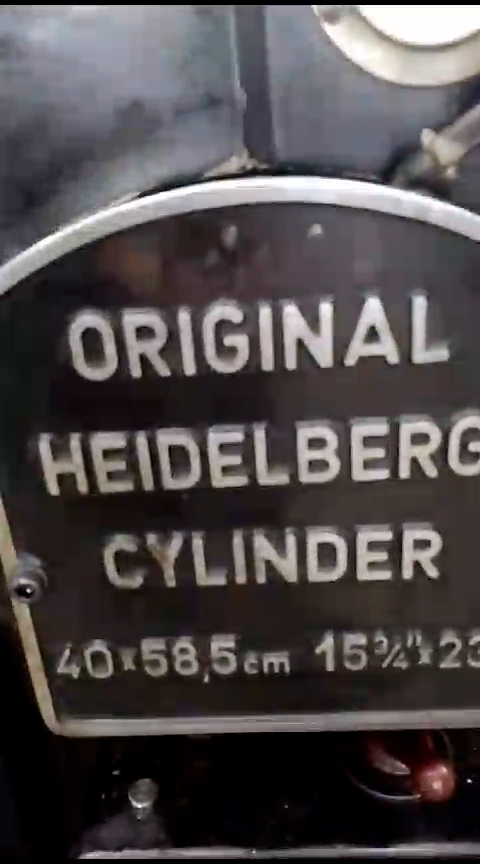 ORIGINAL
HEIDELBERG
CYLINDER
40x58,5cm 15¾"x23